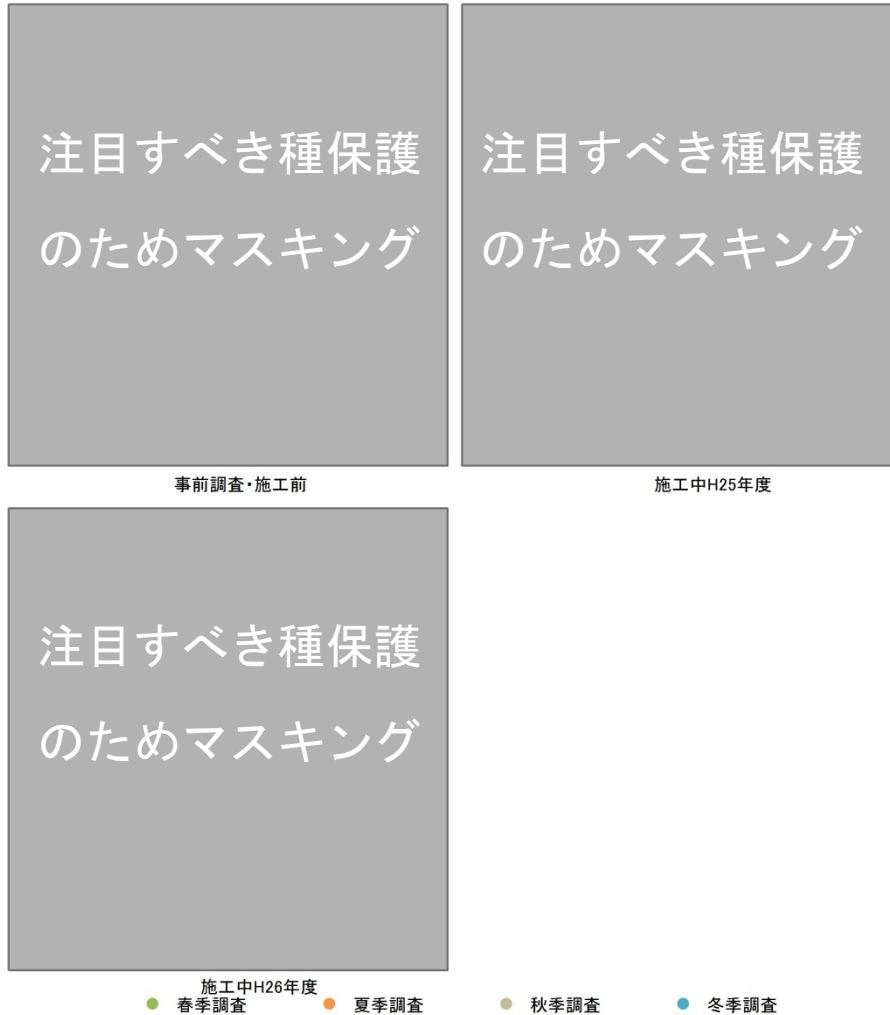 注目すべき種保護
のためマスキング
事前調査・施工前
注目すべき種保護
のためマスキング
施工中H25年度
注目すべき種保護
のためマスキング
施工中H26年度
春季調査
夏季調査
秋季調査
冬季調査